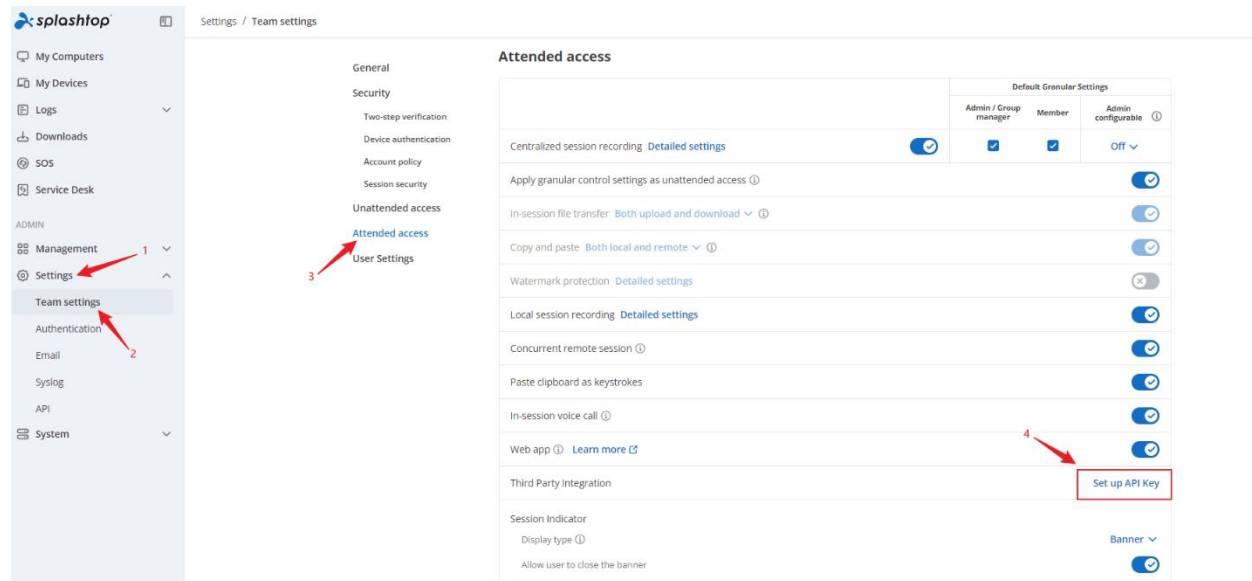 splashtop
Settings / Team settings
My Computers
My Devices
Logs
Downloads
SOS
Service Desk
ADMIN
Management
1
Settings
Team settings
2
Authentication
Email
Syslog
API
System
General
Security
Two-step verification
Device authentication
Account policy
Session security
Unattended access
Attended access
3
User Settings
Attended access
Default Granular Settings
Admin / Group manager
Member
Admin configurable
Centralized session recording Detailed settings
Off
Apply granular control settings as unattended access
In-session file transfer Both upload and download
Copy and paste Both local and remote
Watermark protection Detailed settings
Local session recording Detailed settings
Concurrent remote session
Paste clipboard as keystrokes
In-session voice call
4
Web app Learn more
Third Party Integration Set up API Key
Session Indicator
Display type Banner
Allow user to close the banner